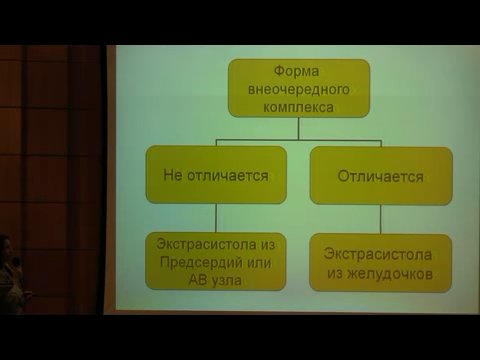 Форма
внеочередного
комплекса
Не отличается
Отличается
Экстрасистола из
Предсердий или
АВ узла
Экстрасистола
из желудочков